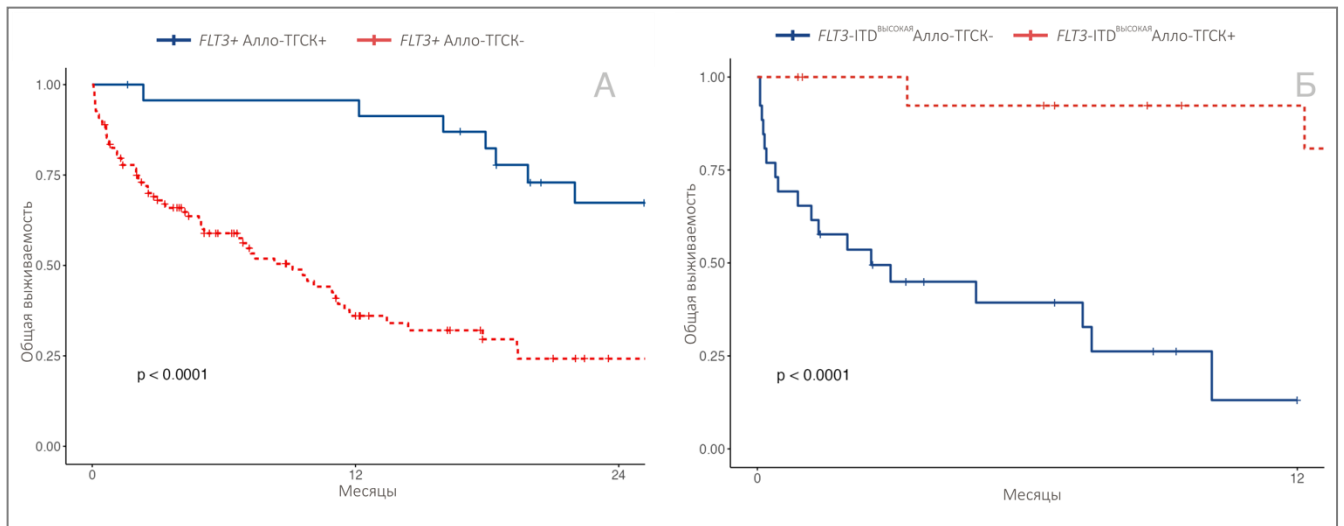 FLT3+ Алло-ТГСК+ FLT3+ Алло-ТГСК-
А
Общая выживаемость
1.00
0.75
0.50
0.25
0.00
p < 0.0001
0 12 24
Месяцы
FLT3-ITDВЫСОКАЯАлло-ТГСК- FLT3-ITDВЫСОКАЯАлло-ТГСК+
Б
Общая выживаемость
1.00
0.75
0.50
0.25
0.00
p < 0.0001
0 12
Месяцы